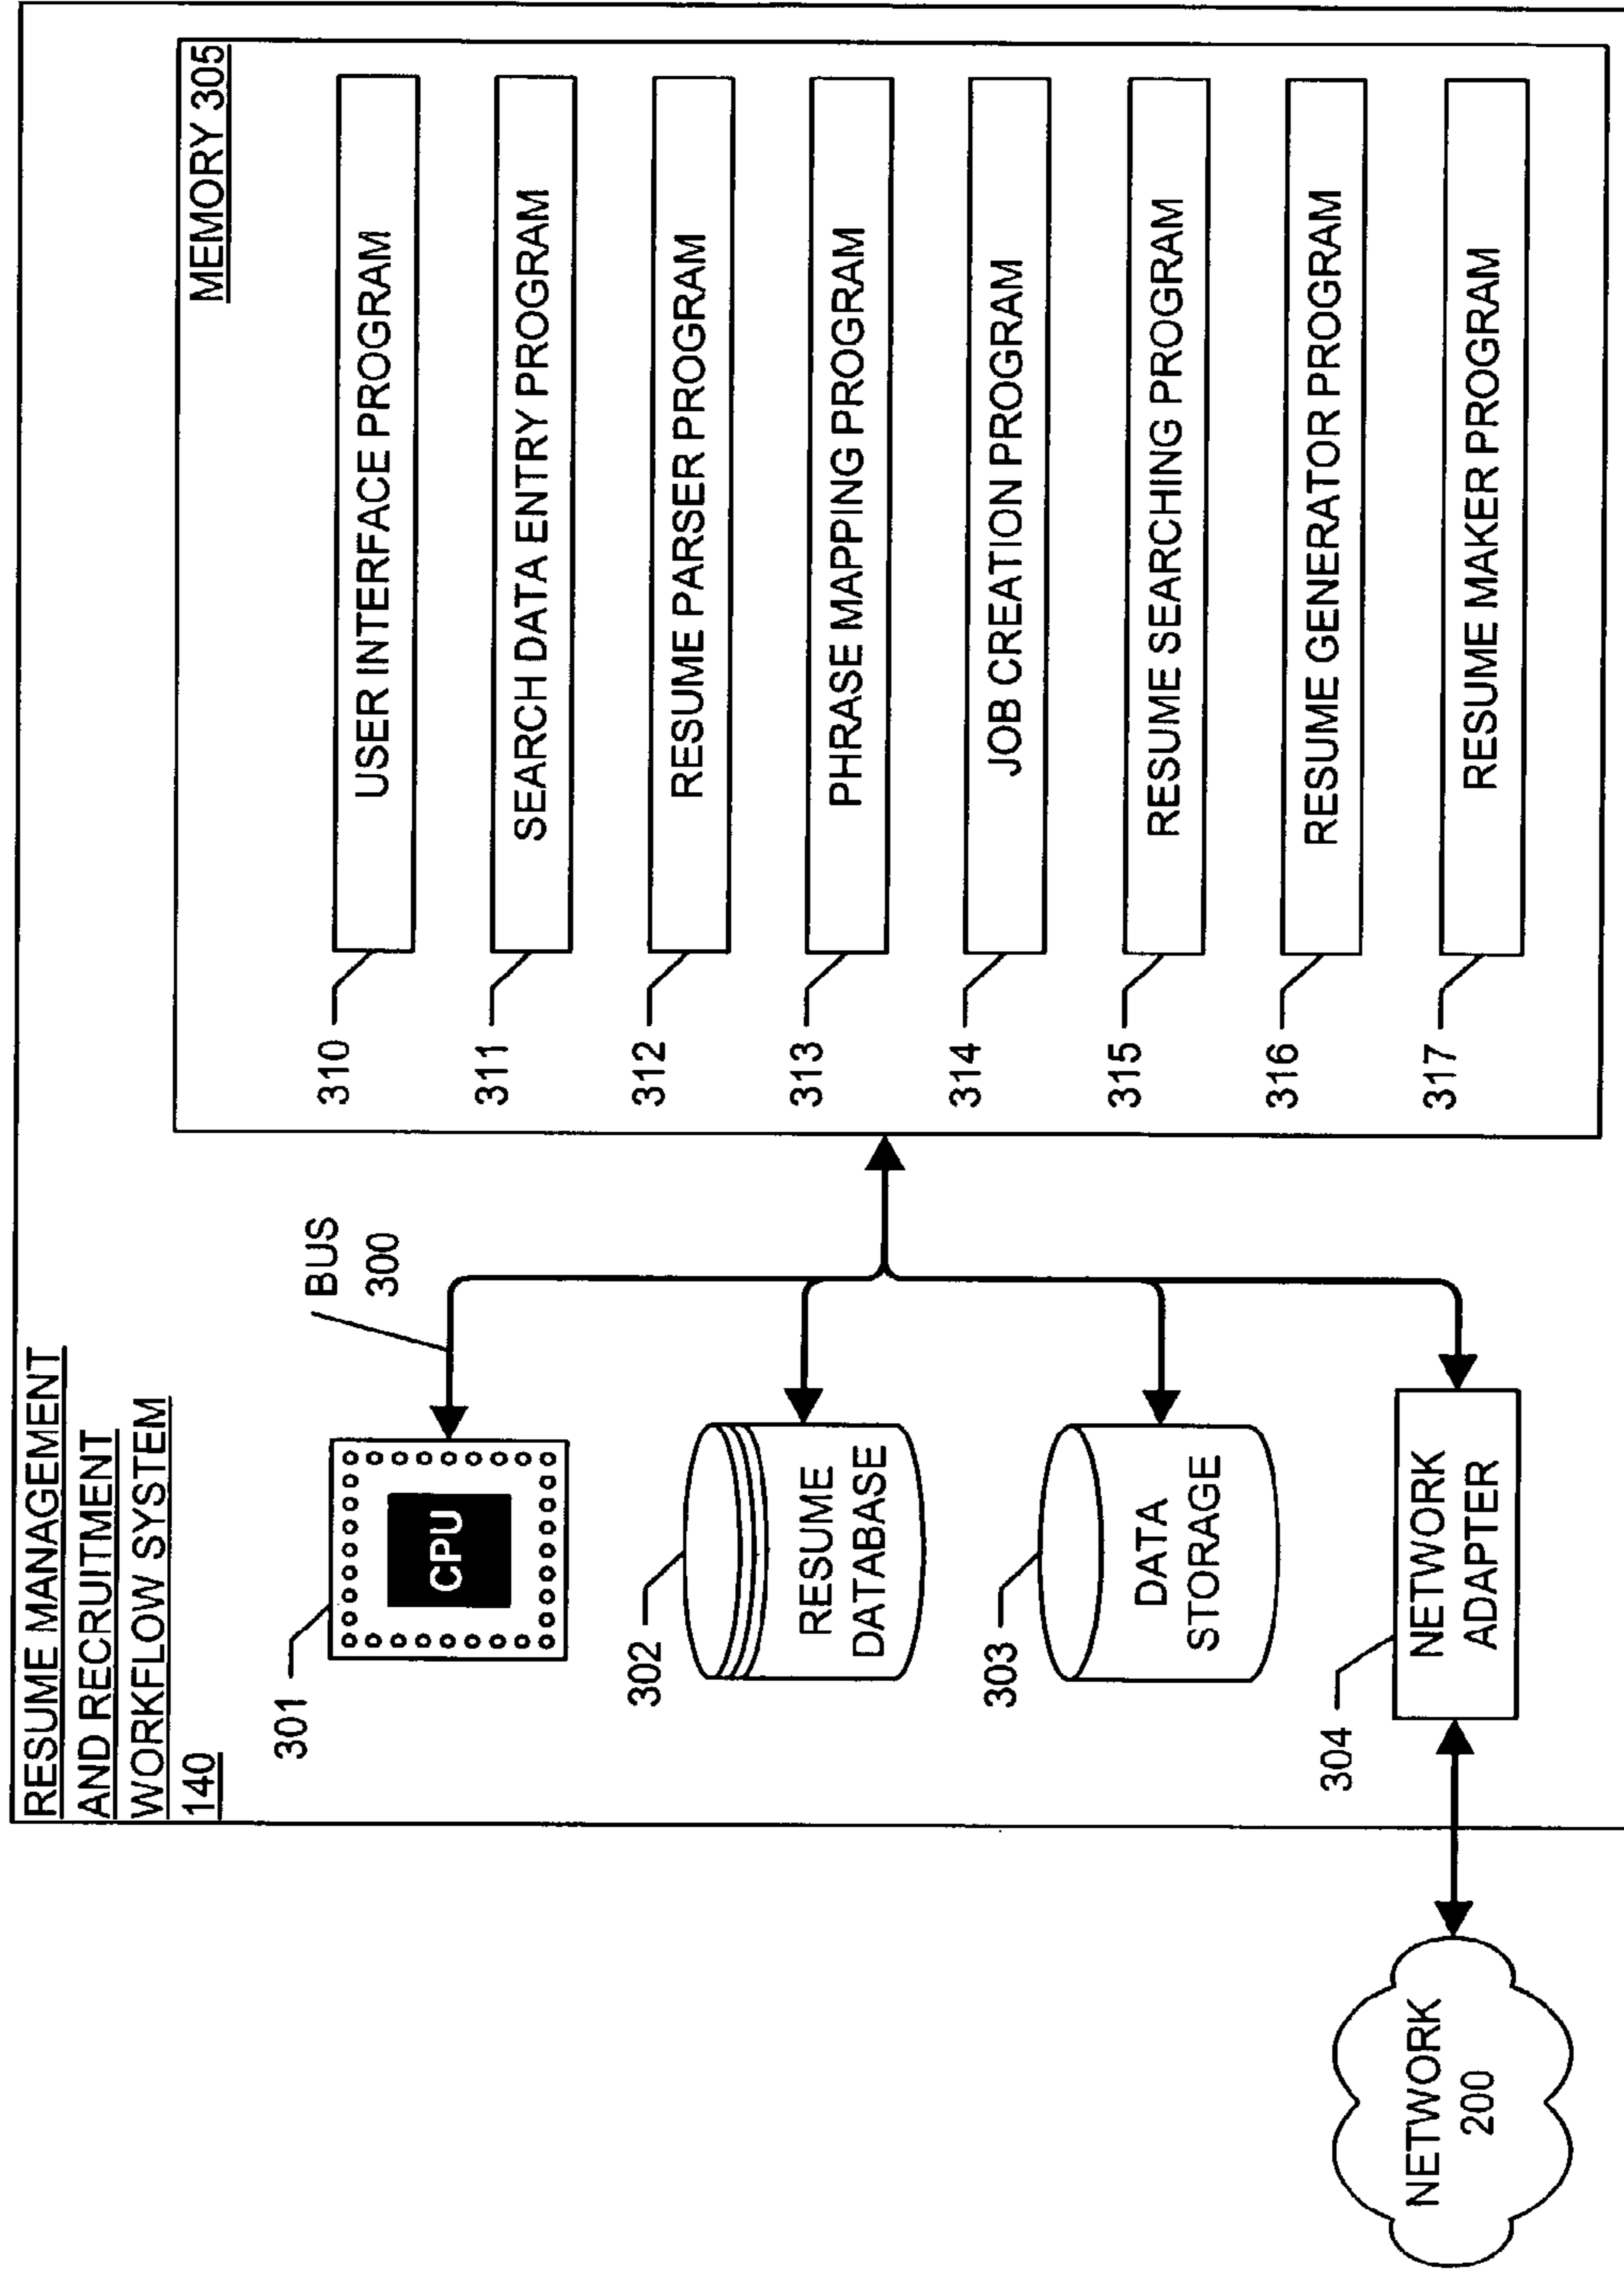 RESUME MANAGEMENT
AND RECRUITMENT
WORKFLOW SYSTEM
140
301
CPU
BUS
300
302
RESUME
DATABASE
303
DATA
STORAGE
304
NETWORK
ADAPTER
NETWORK
200
MEMORY 305
310
USER INTERFACE PROGRAM
311
SEARCH DATA ENTRY PROGRAM
312
RESUME PARSER PROGRAM
313
PHRASE MAPPING PROGRAM
314
JOB CREATION PROGRAM
315
RESUME SEARCHING PROGRAM
316
RESUME GENERATOR PROGRAM
317
RESUME MAKER PROGRAM